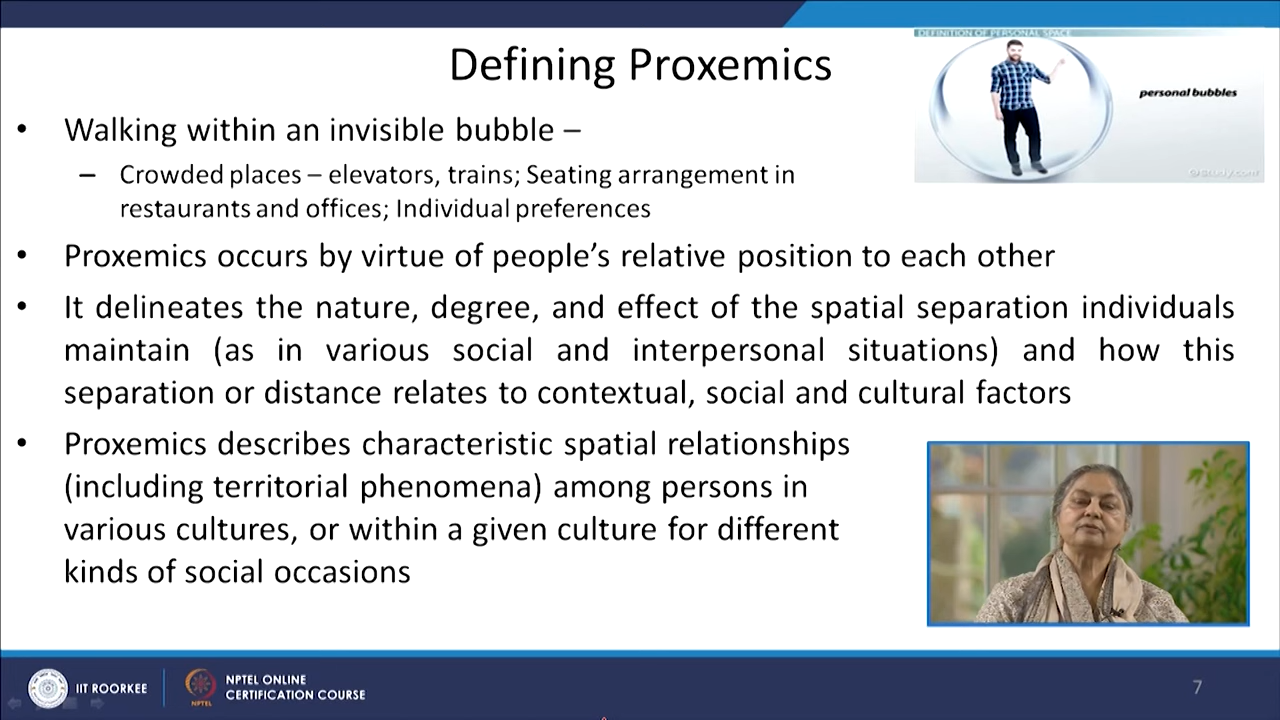 DEFINITION OF PERSONAL SPACE
Defining Proxemics
personal bubbles
• Walking within an invisible bubble –
– Crowded places – elevators, trains; Seating arrangement in
restaurants and offices; Individual preferences
©Study.com
• Proxemics occurs by virtue of people’s relative position to each other
• It delineates the nature, degree, and effect of the spatial separation individuals
maintain (as in various social and interpersonal situations) and how this
separation or distance relates to contextual, social and cultural factors
• Proxemics describes characteristic spatial relationships
(including territorial phenomena) among persons in
various cultures, or within a given culture for different
kinds of social occasions
IIT ROORKEE
NPTEL
NPTEL ONLINE
CERTIFICATION COURSE
7